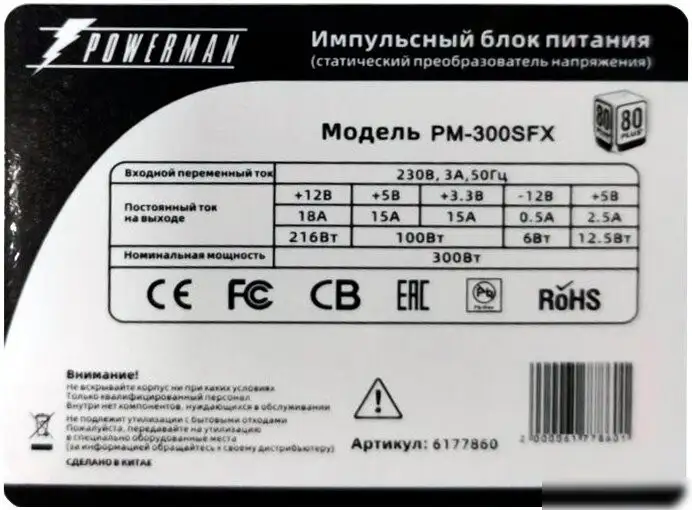 POWERMAN
Импульсный блок питания
(статический преобразователь напряжения)
80 PLUS
Модель PM-300SFX
Входной переменный ток 230В, 3А,50Гц
Постоянный ток на выходе
+12В +5В +3.3В -12В +5В
18А 15А 15А 0.5А 2.5А
216Вт 100Вт 6Вт 12.5Вт
Номинальная мощность 300Вт
CE FC CB EAC Pb RoHS
Внимание!
Не вскрывайте корпус ни при каких условиях
Только квалифицированный персонал
Внутри нет компонентов, нуждающихся в обслуживании
Не подлежит утилизации с бытовыми отходами
Пожалуйста, передавайте на утилизацию
в специально оборудованные места
(за информацией обращайтесь к своему дистрибьютеру)
СДЕЛАНО В КИТАЕ
Артикул: 6177860
2000061778601